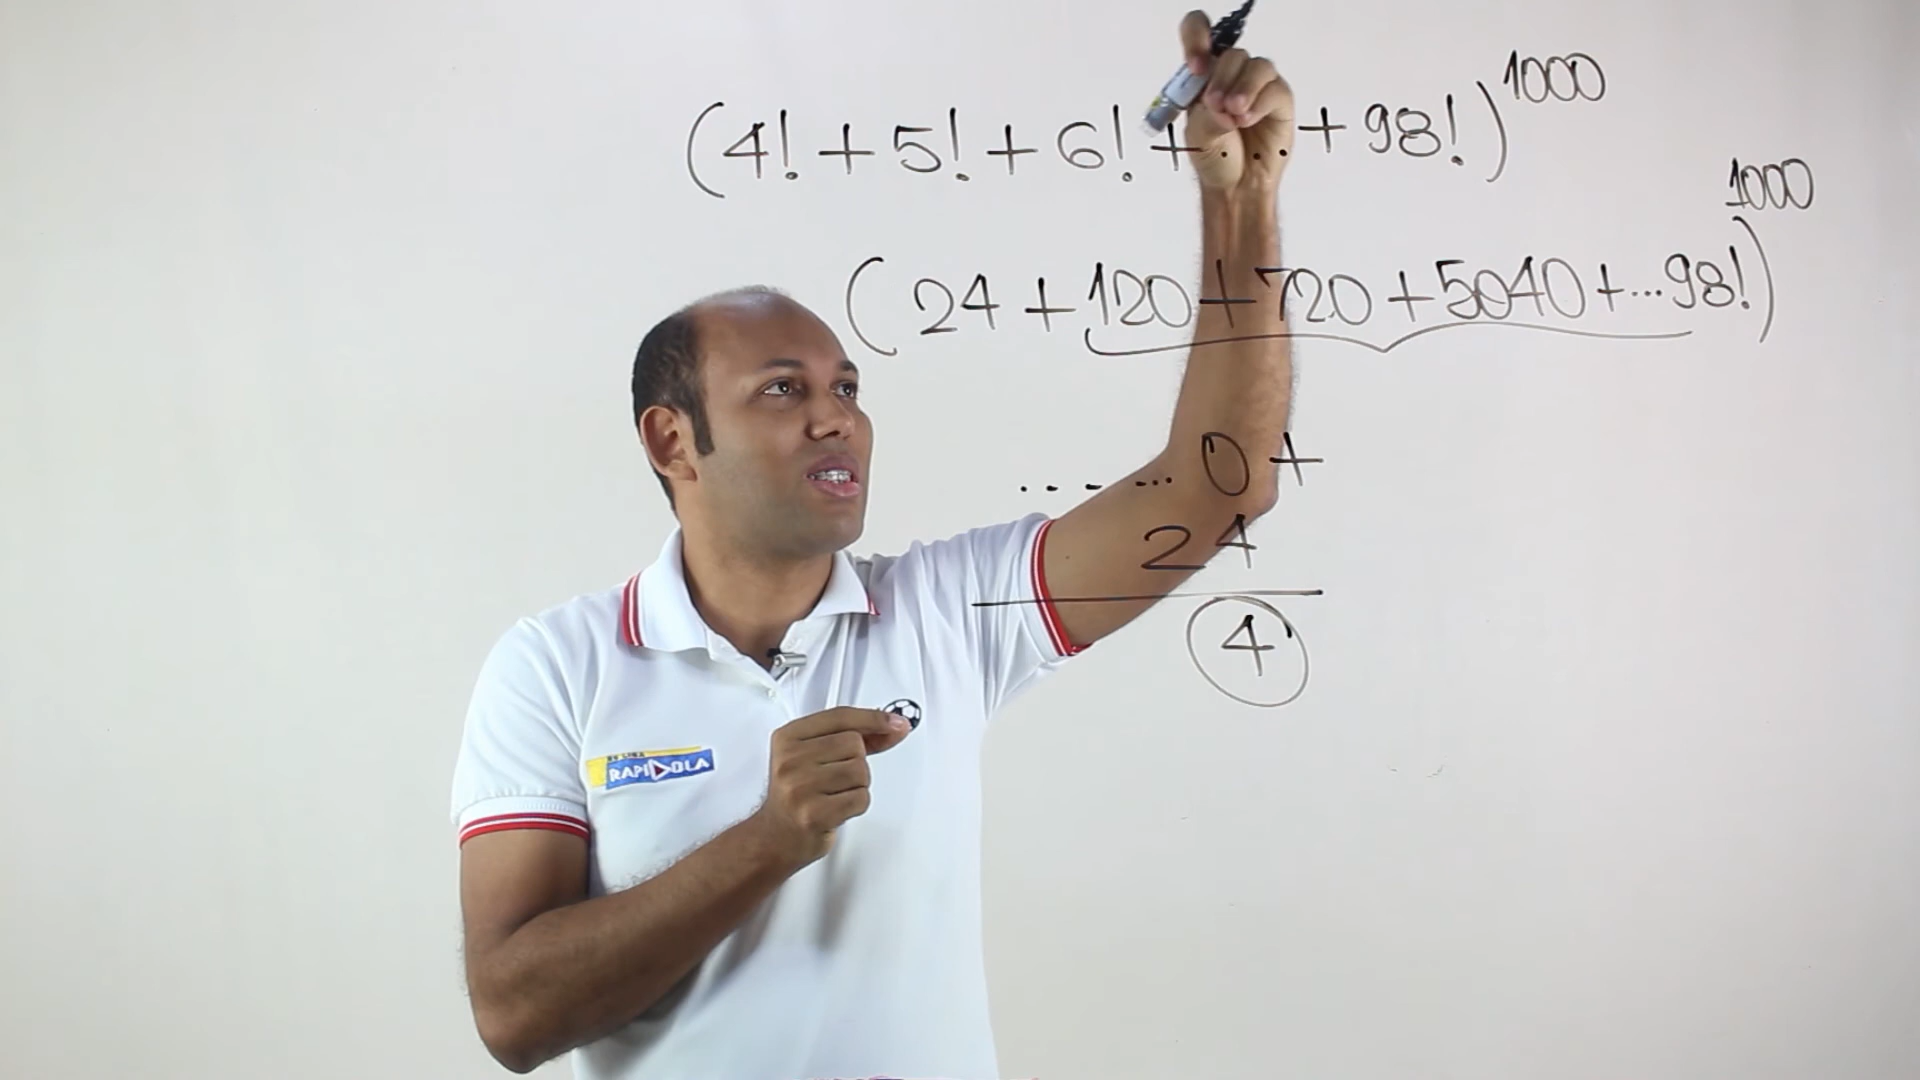 (4! + 5! + 6! + ... + 98!)^1000
(24 + 120 + 720 + 5040 + ... 98!)^1000
........ 0 +
24
4
RAPIDOLA